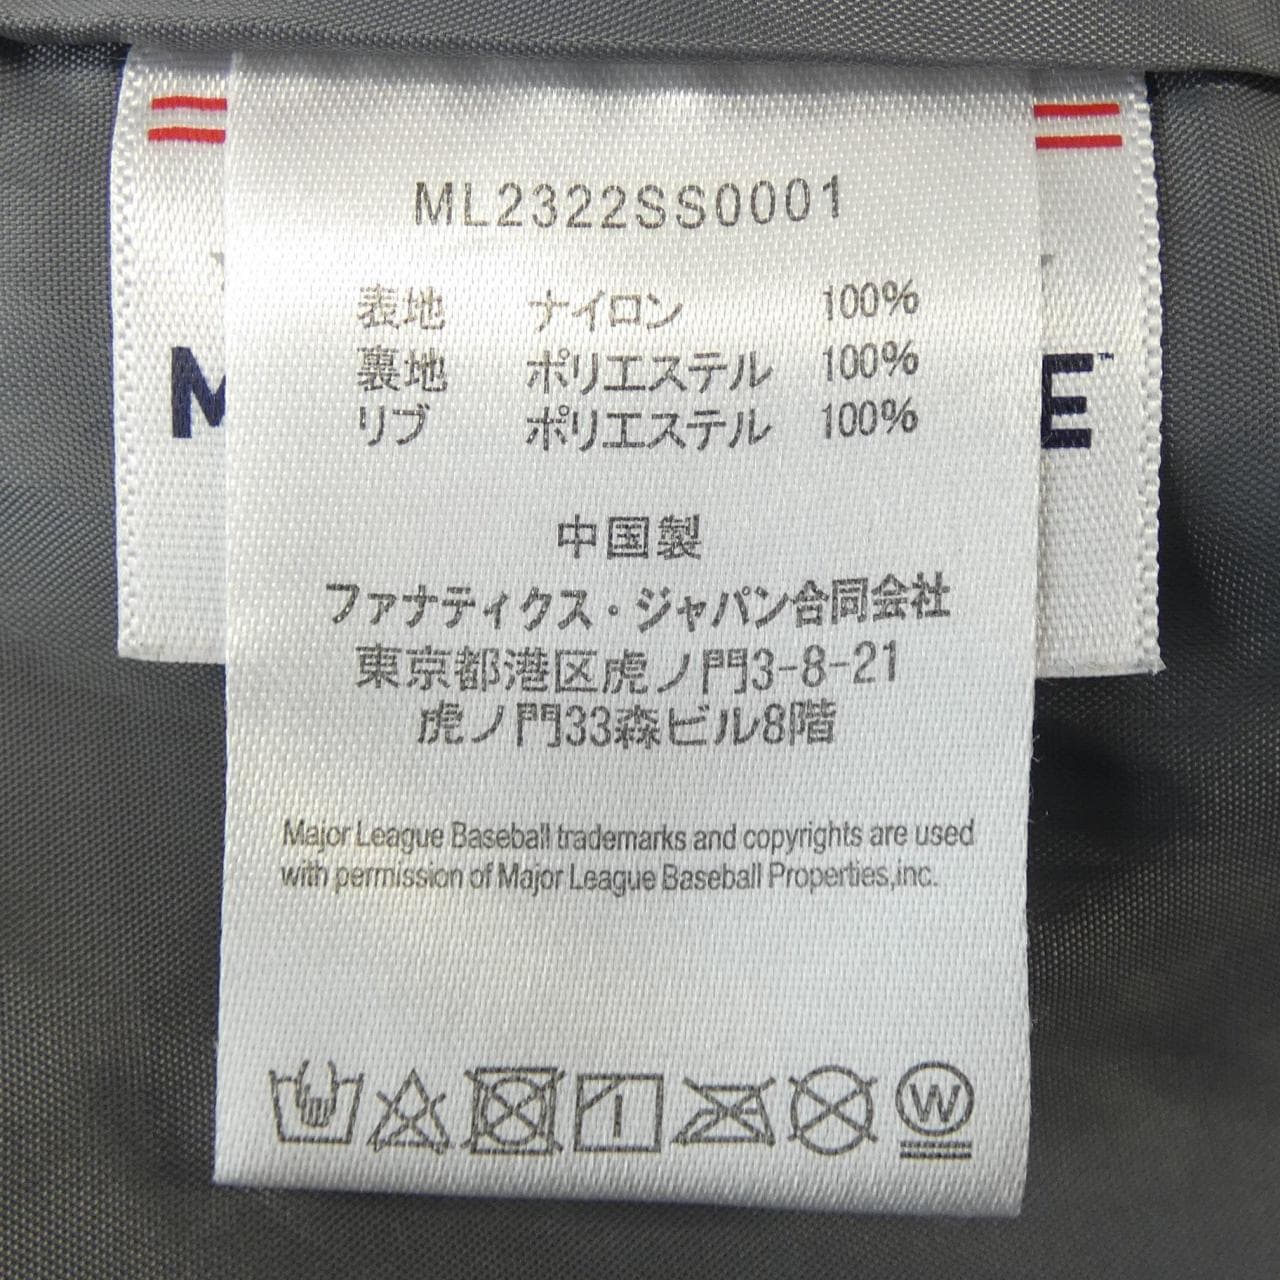 ML2322SS0001
表地 ナイロン 100%
裏地 ポリエステル 100%
リブ ポリエステル 100%
中国製
ファナティクス・ジャパン合同会社
東京都港区虎ノ門3-8-21
虎ノ門33森ビル8階
Major League Baseball trademarks and copyrights are used
with permission of Major League Baseball Properties,inc.
W